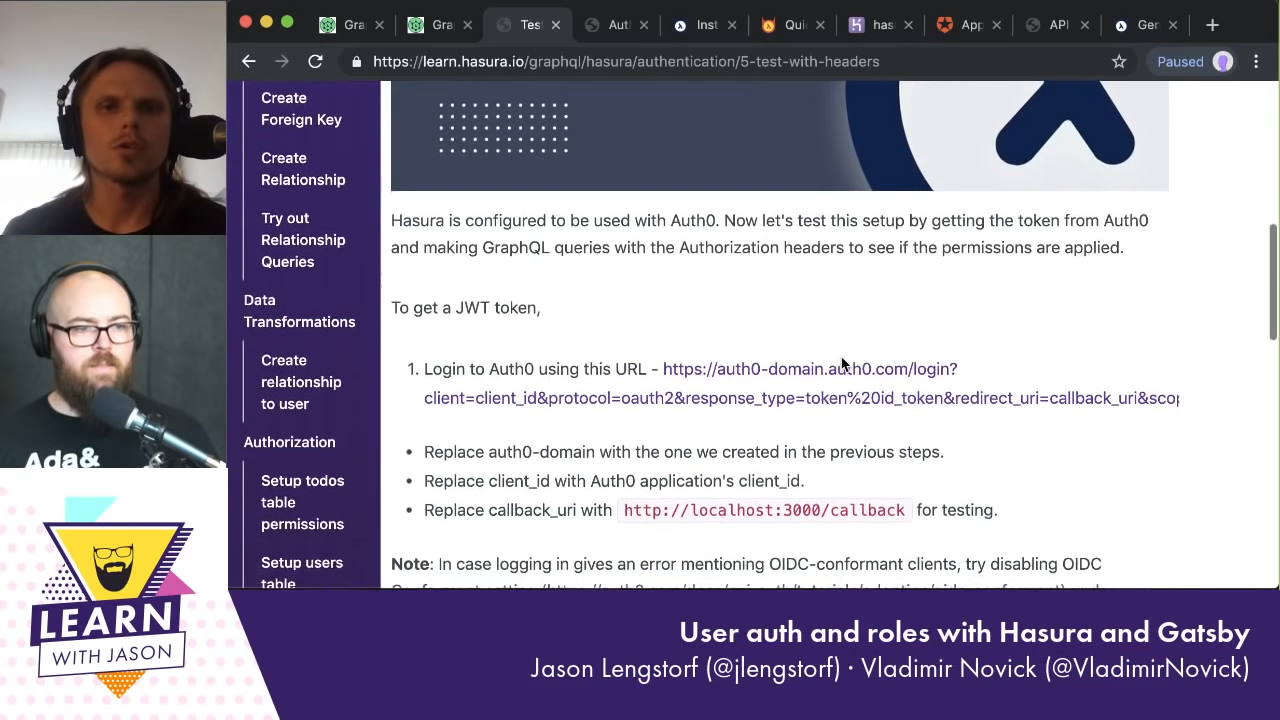 Gra
Gra
Tes
Auth
Inst
Quic
has
App
API
Ger
https://learn.hasura.io/graphql/hasura/authentication/5-test-with-headers
Paused
Create
Foreign Key
Create
Relationship
Try out
Relationship
Queries
Data
Transformations
Create
relationship
to user
Authorization
Setup todos
table
permissions
Setup users
table
Hasura is configured to be used with Auth0. Now let's test this setup by getting the token from Auth0
and making GraphQL queries with the Authorization headers to see if the permissions are applied.
To get a JWT token,
1. Login to Auth0 using this URL - https://auth0-domain.auth0.com/login?
client=client_id&protocol=oauth2&response_type=token%20id_token&redirect_uri=callback_uri&scop
• Replace auth0-domain with the one we created in the previous steps.
• Replace client_id with Auth0 application's client_id.
• Replace callback_uri with http://localhost:3000/callback for testing.
Note: In case logging in gives an error mentioning OIDC-conformant clients, try disabling OIDC
Ada&
LEARN
WITH JASON
User auth and roles with Hasura and Gatsby
Jason Lengstorf (@jlengstorf) · Vladimir Novick (@VladimirNovick)